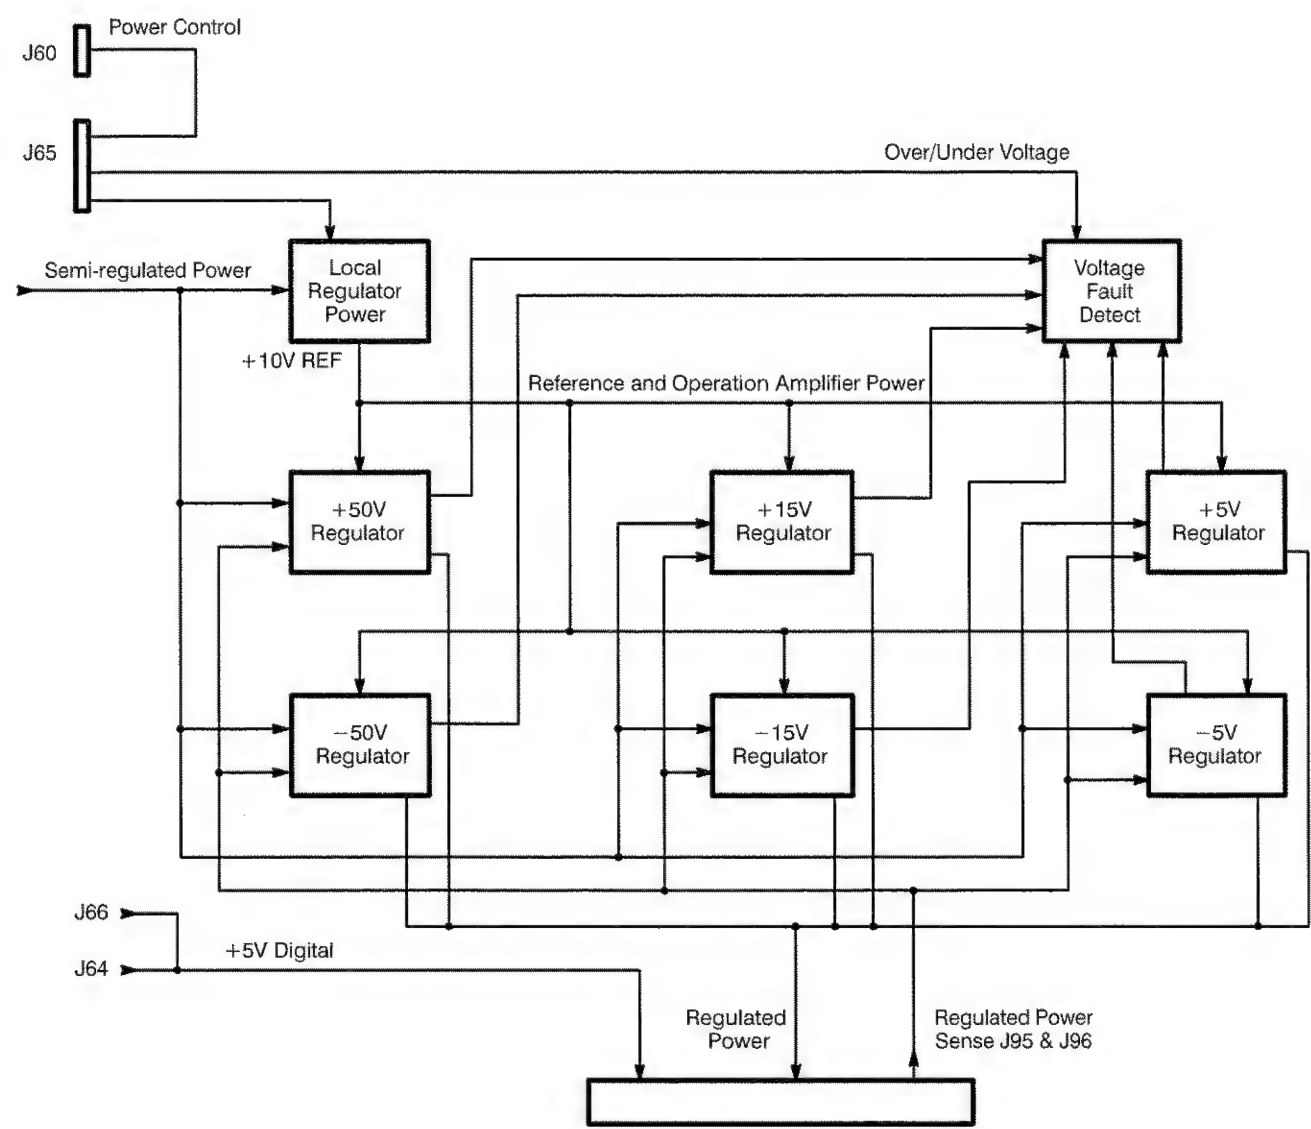 Power Control
J60
J65
Over/Under Voltage
Semi-regulated Power
Local
Regulator
Power
Voltage
Fault
Detect
+10V REF
Reference and Operation Amplifier Power
+50V
Regulator
+15V
Regulator
+5V
Regulator
−50V
Regulator
−15V
Regulator
−5V
Regulator
J66
J64
+5V Digital
Regulated
Power
Regulated Power
Sense J95 & J96